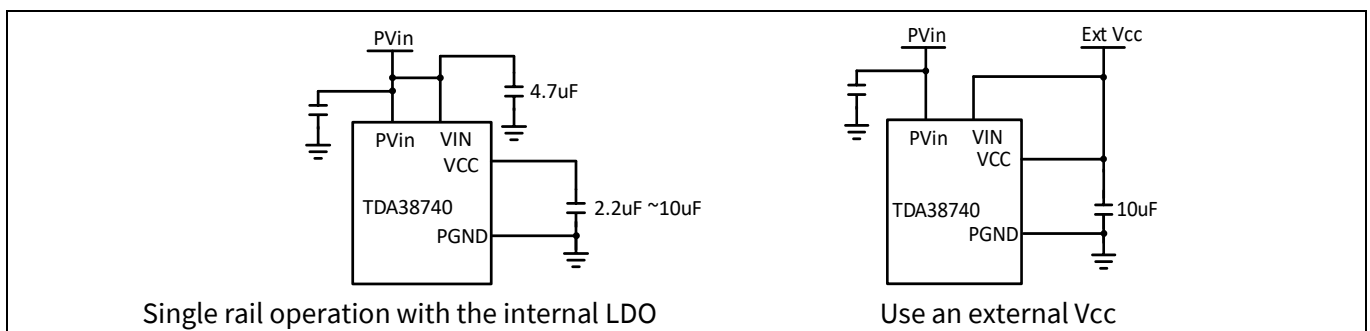 PVin
4.7uF
PVin VIN
VCC
TDA38740
2.2uF ~10uF
PGND
Single rail operation with the internal LDO
PVin
Ext Vcc
PVin VIN
VCC
TDA38740
10uF
PGND
Use an external Vcc